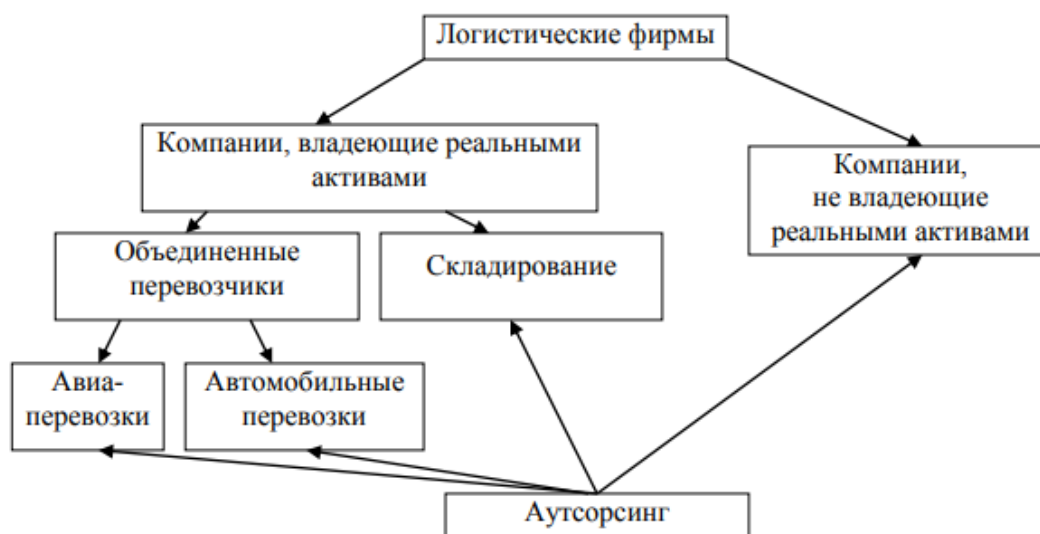 Логистические фирмы
Компании, владеющие реальными
активами
Компании,
не владеющие
реальными активами
Объединенные
перевозчики
Складирование
Авиа-
перевозки
Автомобильные
перевозки
Аутсорсинг